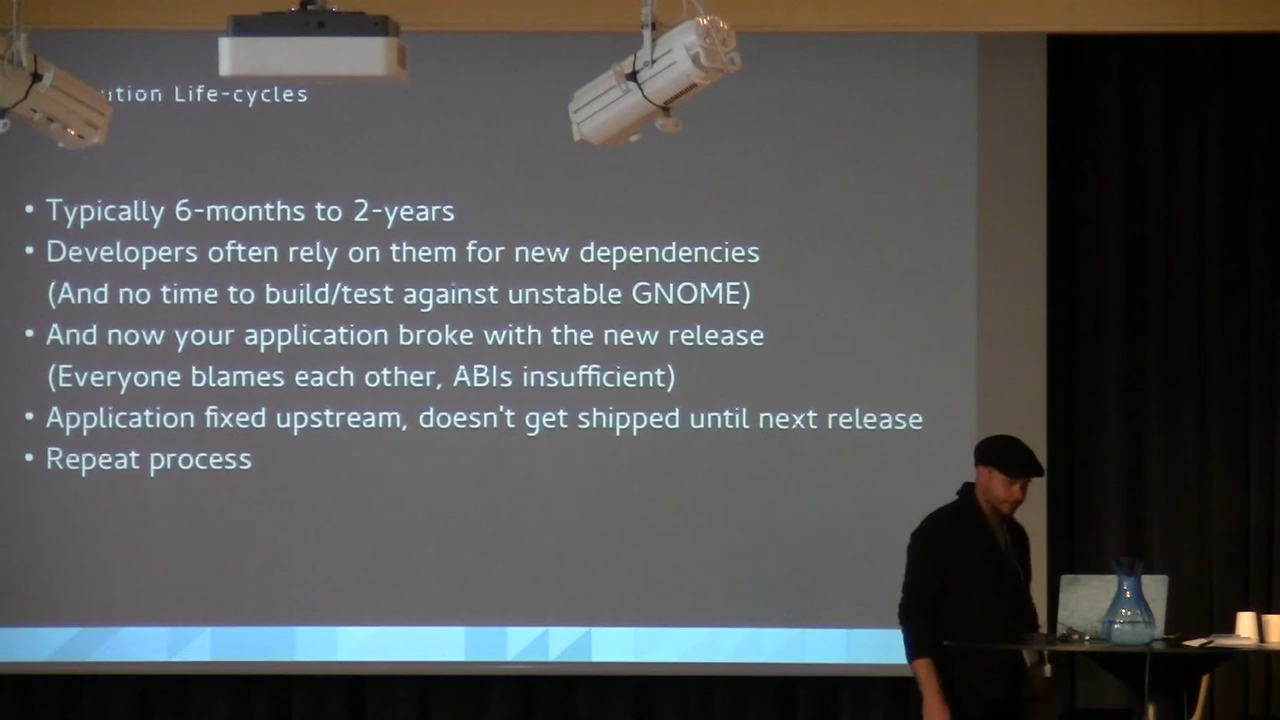 Life-cycles
• Typically 6-months to 2-years
• Developers often rely on them for new dependencies
(And no time to build/test against unstable GNOME)
• And now your application broke with the new release
(Everyone blames each other, ABIs insufficient)
• Application fixed upstream, doesn't get shipped until next release
• Repeat process